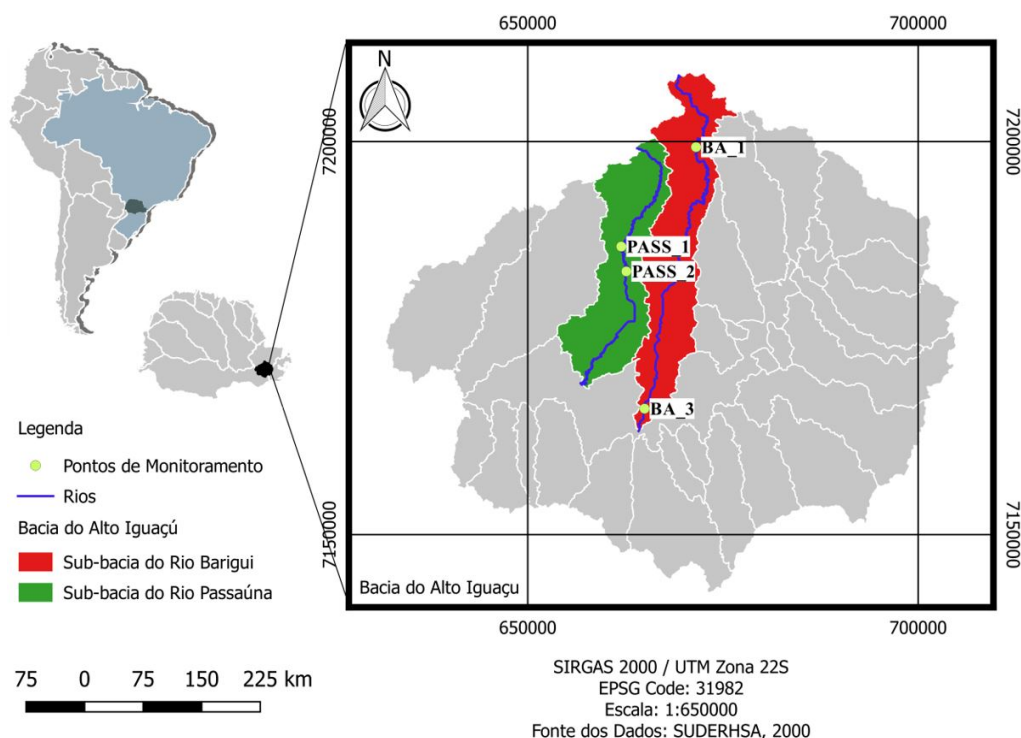 650000
700000
N
7200000
7200000
BA_1
PASS_1
PASS_2
BA_3
7150000
7150000
Bacia do Alto Iguaçu
650000
700000
Legenda
Pontos de Monitoramento
Rios
Bacia do Alto Iguaçú
Sub-bacia do Rio Barigui
Sub-bacia do Rio Passaúna
75 0 75 150 225 km
SIRGAS 2000 / UTM Zona 22S
EPSG Code: 31982
Escala: 1:650000
Fonte dos Dados: SUDERHSA, 2000